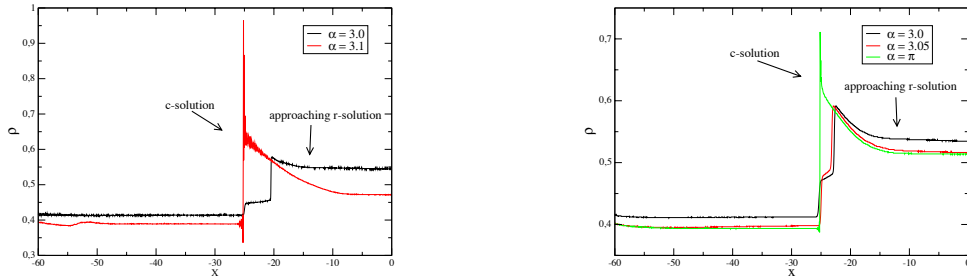 1
0,9
0,8
0,7
0,6
0,5
0,4
0,3
ρ
-60
-50
-40
-30
-20
-10
0
x
α = 3.0
α = 3.1
c-solution
approaching r-solution
0,7
0,6
0,5
0,4
ρ
-60
-50
-40
-30
-20
-10
0
x
α = 3.0
α = 3.05
α = π
c-solution
approaching r-solution